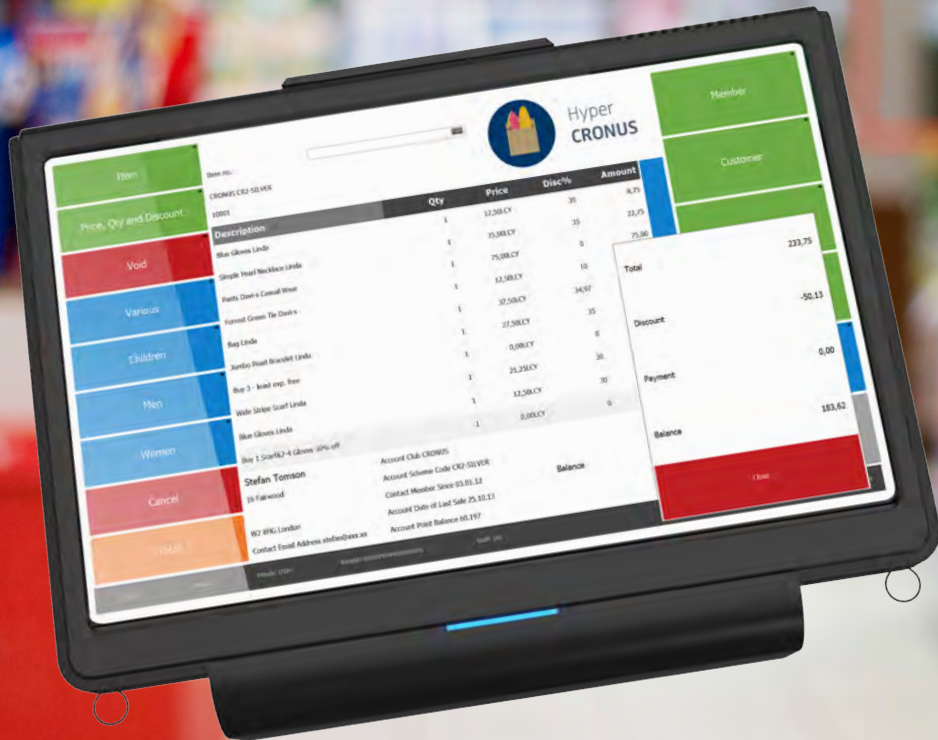 Item
Price, Qty and Discount
Void
Various
Children
Men
Women
Cancel
Item no.:
CRONUS CR2-SILVER
10001
Hyper
CRONUS
Member
Customer
Description Qty Price Disc% Amount
Blue Gloves Linda 1 12,50LCY 30 8,75
Simple Pearl Necklace Linda 1 35,00LCY 35 22,75
Pants Davi-s Casual Wear 1 75,00LCY 0 75,00
Forrest Green Tie Davi-s 1 12,50LCY 10
Bag Linda 1 37,50LCY 34,97
Jumbo Pearl Bracelet Linda 1 27,50LCY 35
Buy 3 - least exp. free 1 0,00LCY 0
Wide Stripe Scarf Linda 1 21,25LCY 30
Blue Gloves Linda 1 12,50LCY 30
Buy 1 Scarf&2-4 Gloves 30% off 1 0,00LCY 0
Total 233,75
Discount -50,13
Payment 0,00
Balance 183,62
Close
Stefan Tomson
16 Fairwood
W2 8HG London
Contact Email Address stefan@xxx.xx
Account Club CRONUS
Account Scheme Code CR2-SILVER
Contact Member Since 03.01.12
Account Date of Last Sale 25.10.13
Account Point Balance 60.197
Balance